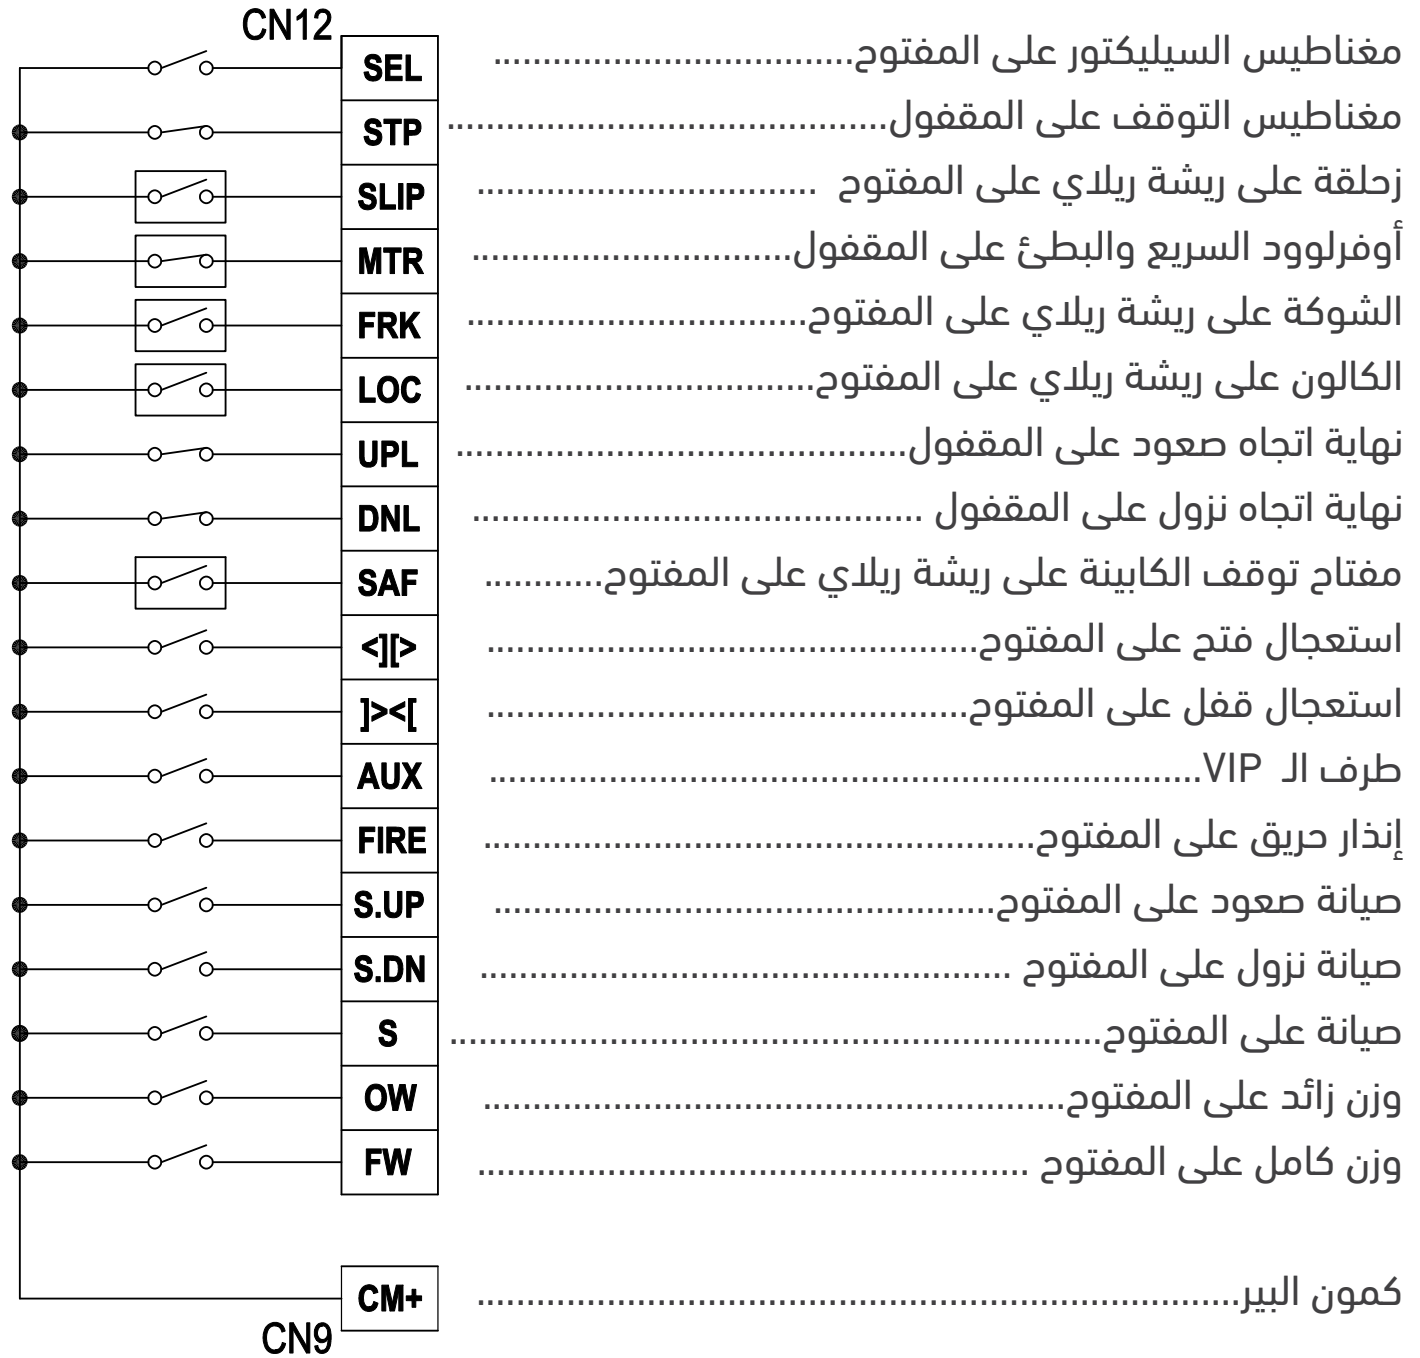 CN12
SEL مغناطيس السيليكتور على المفتوح....................................
STP مغناطيس التوقف على المقفول............................................
SLIP زحلقة على ريشة ريلاي على المفتوح ..................................
MTR أوفرلوود السريع والبطئ على المقفول................................
FRK الشوكة على ريشة ريلاي على المفتوح..................................
LOC الكالون على ريشة ريلاي على المفتوح...................................
UPL نهاية اتجاه صعود على المقفول.............................................
DNL نهاية اتجاه نزول على المقفول .............................................
SAF مفتاح توقف الكابينة على ريشة ريلاي على المفتوح............
<][> استعجال فتح على المفتوح.................................................
]><[ استعجال قفل على المفتوح................................................
AUX طرف الـ VIP.......................................................................
FIRE إنذار حريق على المفتوح.......................................................
S.UP صيانة صعود على المفتوح..................................................
S.DN صيانة نزول على المفتوح .....................................................
S صيانة على المفتوح.................................................................
OW وزن زائد على المفتوح..........................................................
FW وزن كامل على المفتوح .......................................................
CM+ كمون البير............................................................................
CN9